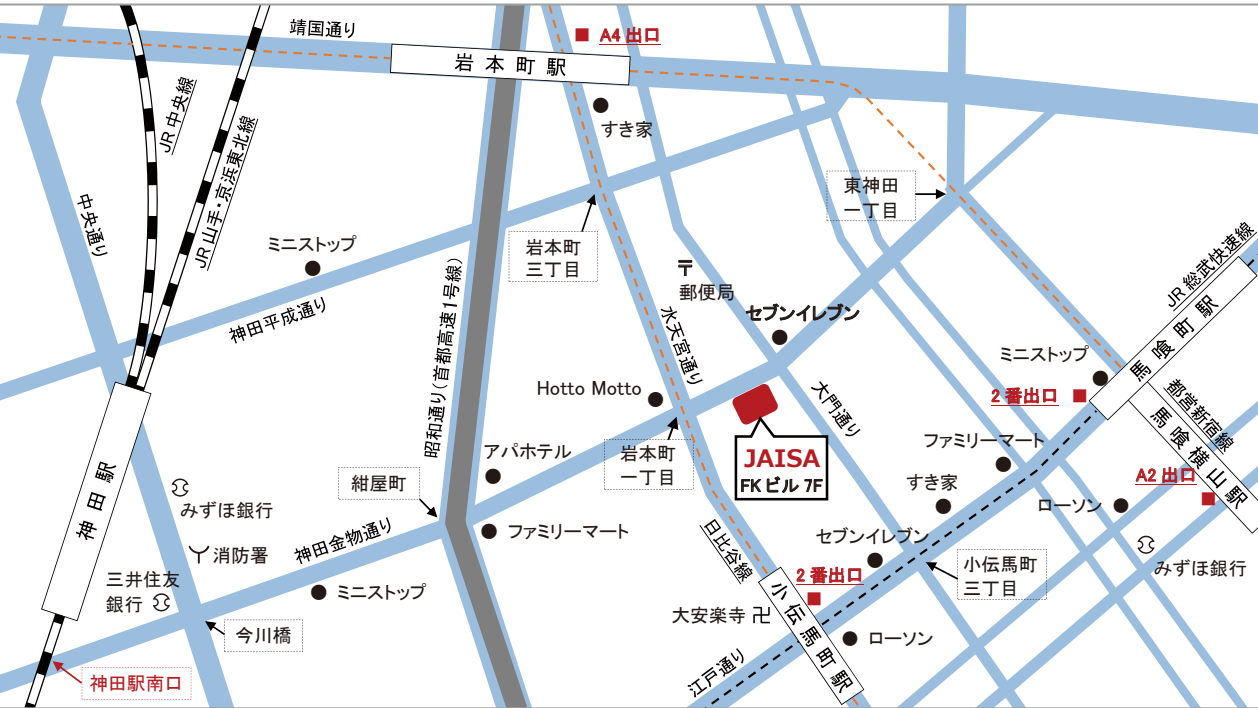 靖国通り
A4 出口
岩本町駅
すき家
JR 中央線
JR 山手・京浜東北線
中央通り
東神田
一丁目
ミニストップ
岩本町
三丁目
神田平成通り
昭和通り(首都高速1号線)
〒
郵便局
水天宮通り
セブンイレブン
JR 総武快速線
馬喰町駅
ミニストップ
2 番出口
Hotto Motto
大門通り
都営新宿線
馬喰横山駅
A2 出口
アパホテル
岩本町
一丁目
JAISA
FK ビル 7F
ファミリーマート
すき家
ローソン
神田駅
紺屋町
みずほ銀行
神田金物通り
ファミリーマート
日比谷線
セブンイレブン
消防署
三井住友
銀行
ミニストップ
2 番出口
小伝馬町
三丁目
みずほ銀行
大安楽寺 卍
小伝馬町駅
ローソン
今川橋
江戸通り
神田駅南口